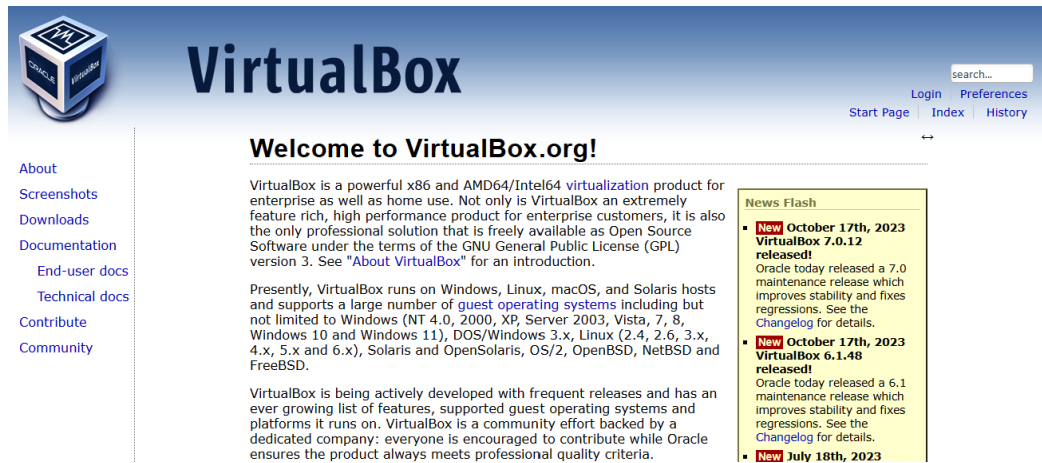 ORACLE
VirtualBox
VirtualBox
search...
Login
Preferences
Start Page
Index
History
About
Screenshots
Downloads
Documentation
End-user docs
Technical docs
Contribute
Community
Welcome to VirtualBox.org!
VirtualBox is a powerful x86 and AMD64/Intel64 virtualization product for
enterprise as well as home use. Not only is VirtualBox an extremely
feature rich, high performance product for enterprise customers, it is also
the only professional solution that is freely available as Open Source
Software under the terms of the GNU General Public License (GPL)
version 3. See "About VirtualBox" for an introduction.
Presently, VirtualBox runs on Windows, Linux, macOS, and Solaris hosts
and supports a large number of guest operating systems including but
not limited to Windows (NT 4.0, 2000, XP, Server 2003, Vista, 7, 8,
Windows 10 and Windows 11), DOS/Windows 3.x, Linux (2.4, 2.6, 3.x,
4.x, 5.x and 6.x), Solaris and OpenSolaris, OS/2, OpenBSD, NetBSD and
FreeBSD.
VirtualBox is being actively developed with frequent releases and has an
ever growing list of features, supported guest operating systems and
platforms it runs on. VirtualBox is a community effort backed by a
dedicated company: everyone is encouraged to contribute while Oracle
ensures the product always meets professional quality criteria.
News Flash
New October 17th, 2023
VirtualBox 7.0.12
released!
Oracle today released a 7.0
maintenance release which
improves stability and fixes
regressions. See the
Changelog for details.
New October 17th, 2023
VirtualBox 6.1.48
released!
Oracle today released a 6.1
maintenance release which
improves stability and fixes
regressions. See the
Changelog for details.
New July 18th, 2023